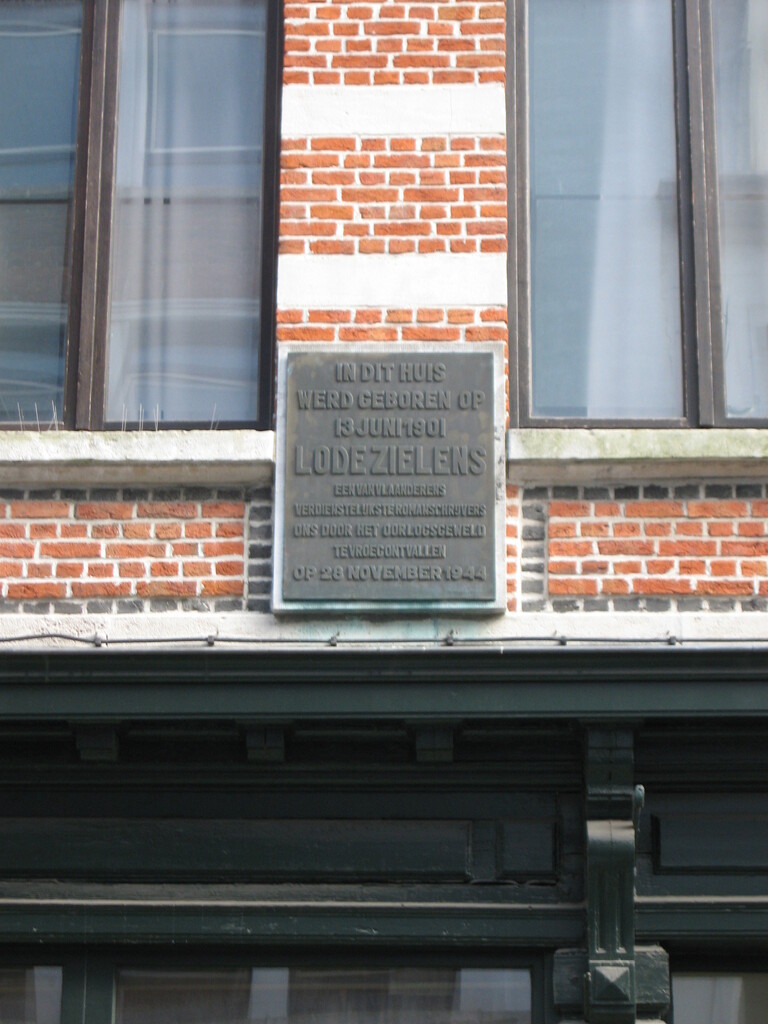 IN DIT HUIS
WERD GEBOREN OP
13 JUNI 1901
LODE ZIELENS
EEN VAN VLAANDERENS
VERDIENSTELIJKSTE ROMANSCHRIJVERS
ONS DOOR HET OORLOGSGEWELD
TE VROEG ONTVALLEN
OP 28 NOVEMBER 1944